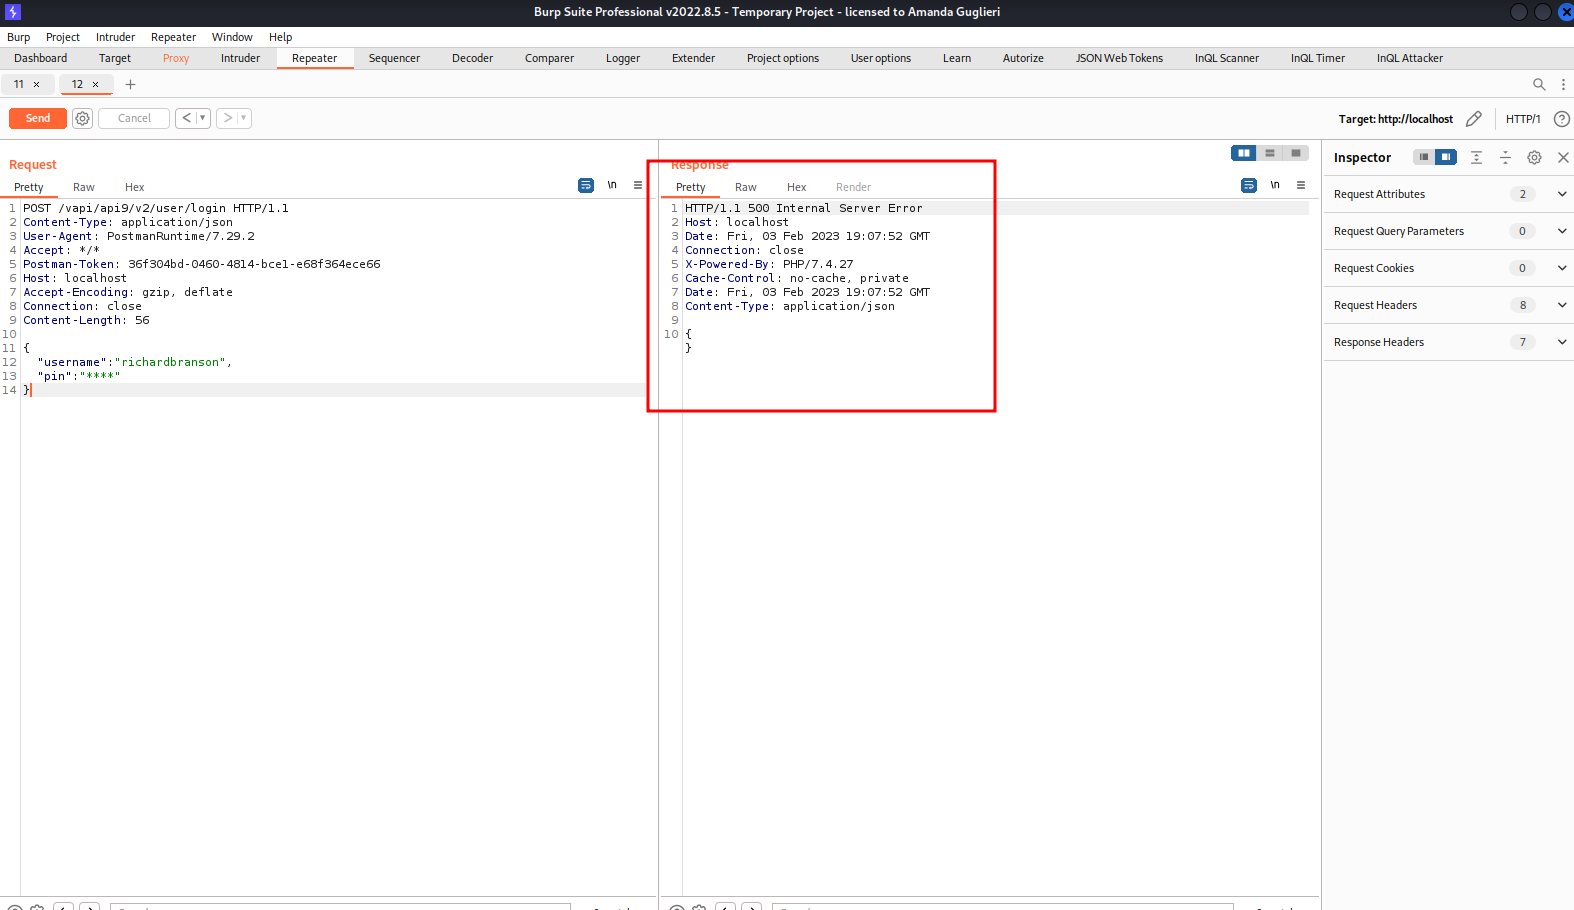 Burp Suite Professional v2022.8.5 - Temporary Project - licensed to Amanda Guglieri
Burp Project Intruder Repeater Window Help
Dashboard Target Proxy Intruder Repeater Sequencer Decoder Comparer Logger Extender Project options User options Learn Autorize JSON Web Tokens InQL Scanner InQL Timer InQL Attacker
11 × 12 × +
Send Cancel < > Target: http://localhost HTTP/1 ?
Request
Pretty Raw Hex \n
1 POST /vapi/api9/v2/user/login HTTP/1.1
2 Content-Type: application/json
3 User-Agent: PostmanRuntime/7.29.2
4 Accept: */*
5 Postman-Token: 36f304bd-0460-4814-bce1-e68f364ece66
6 Host: localhost
7 Accept-Encoding: gzip, deflate
8 Connection: close
9 Content-Length: 56
10
11 {
12 "username":"richardbranson",
13 "pin":"****"
14 }
Response
Pretty Raw Hex Render \n
1 HTTP/1.1 500 Internal Server Error
2 Host: localhost
3 Date: Fri, 03 Feb 2023 19:07:52 GMT
4 Connection: close
5 X-Powered-By: PHP/7.4.27
6 Cache-Control: no-cache, private
7 Date: Fri, 03 Feb 2023 19:07:52 GMT
8 Content-Type: application/json
9
10 {
}
Inspector
Request Attributes 2
Request Query Parameters 0
Request Cookies 0
Request Headers 8
Response Headers 7